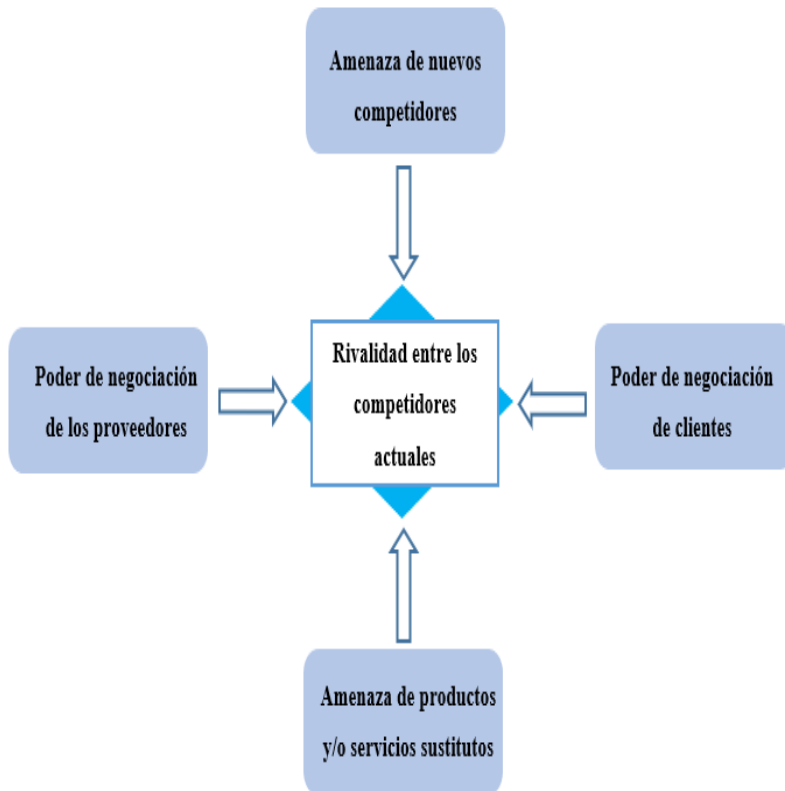 Amenaza de nuevos
competidores
Poder de negociación
de los proveedores
Rivalidad entre los
competidores
actuales
Poder de negociación
de clientes
Amenaza de productos
y/o servicios sustitutos